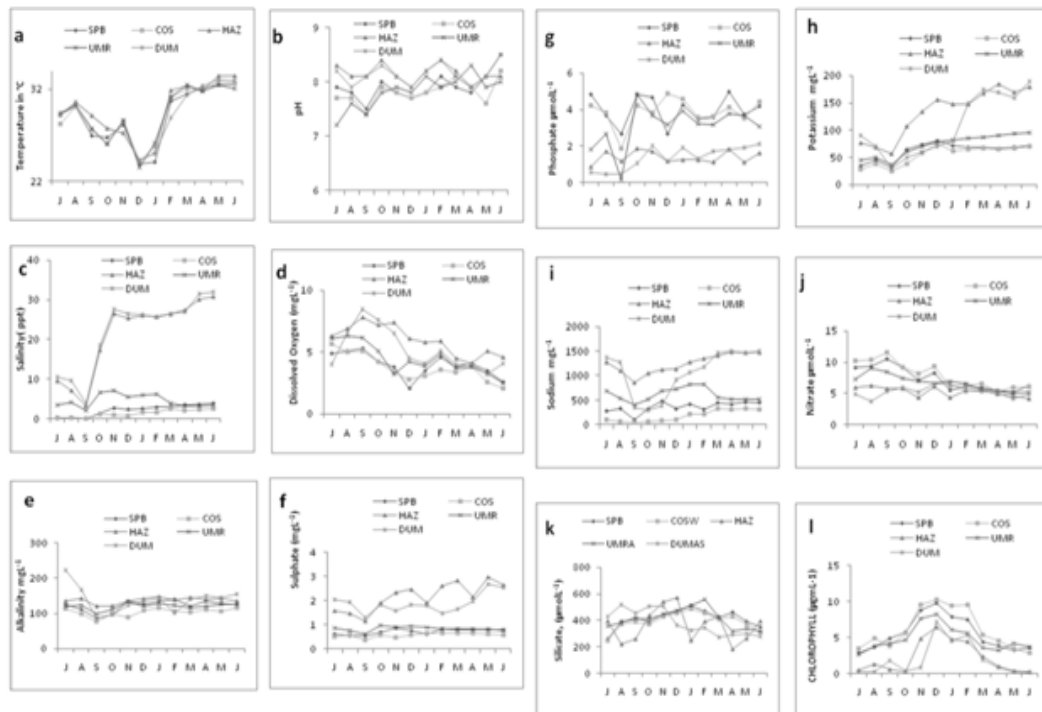 a
SPB COS HAZ
UMR DUM
Temperature in °C
32
22
J A S O N D J F M A M J
b
SPB COS
HAZ UMR
DUM
pH
9
8
7
6
J A S O N D J F M A M J
g
SPB COS
HAZ UMR
DUM
Phosphate µmolL⁻¹
6
4
2
0
J A S O N D J F M A M J
h
SPB COS
HAZ UMR
DUM
Potassium mgL⁻¹
200
150
100
50
0
J A S O N D J F M A M J
c
SPB COS
HAZ UMR
DUM
Salinity( ppt)
40
30
20
10
0
J A S O N D J F M A M J
d
SPB COS
HAZ UMR
DUM
Dissolved Oxygen (mgL⁻¹)
10
5
0
J A S O N D J F M A M J
i
SPB COS
HAZ UMR
DUM
Sodium mgL⁻¹
2000
1500
1000
500
0
J A S O N D J F M A M J
j
SPB COS
HAZ UMR
DUM
Nitrate µmolL⁻¹
15
10
5
0
J A S O N D J F M A M J
e
SPB COS
HAZ UMR
DUM
Alkalinity mgL⁻¹
300
200
100
0
J A S O N D J F M A M J
f
SPB COS
HAZ UMR
DUM
Sulphate (mgL⁻¹)
4
3
2
1
0
J A S O N D J F M A M J
k
SPB COSW HAZ
UMRA DUMAS
Silicate, (µmolL⁻¹)
800
600
400
200
0
J A S O N D J F M A M J
l
SPB COS
HAZ UMR
DUM
CHLOROPHYLL (µgmL-1)
15
10
5
0
J A S O N D J F M A M J